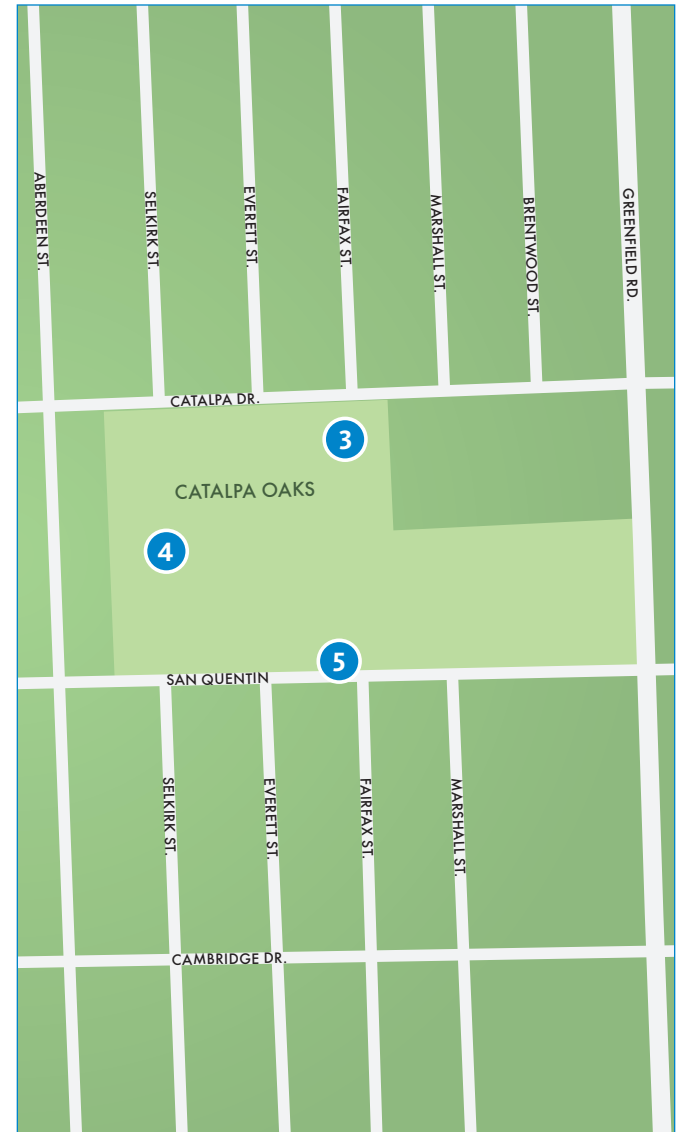 ABERDEEN ST.
SELKIRK ST.
EVERETT ST.
FAIRFAX ST.
MARSHALL ST.
BRENTWOOD ST.
GREENFIELD RD.
CATALPA DR.
3
CATALPA OAKS
4
5
SAN QUENTIN
SELKIRK ST.
EVERETT ST.
FAIRFAX ST.
MARSHALL ST.
CAMBRIDGE DR.